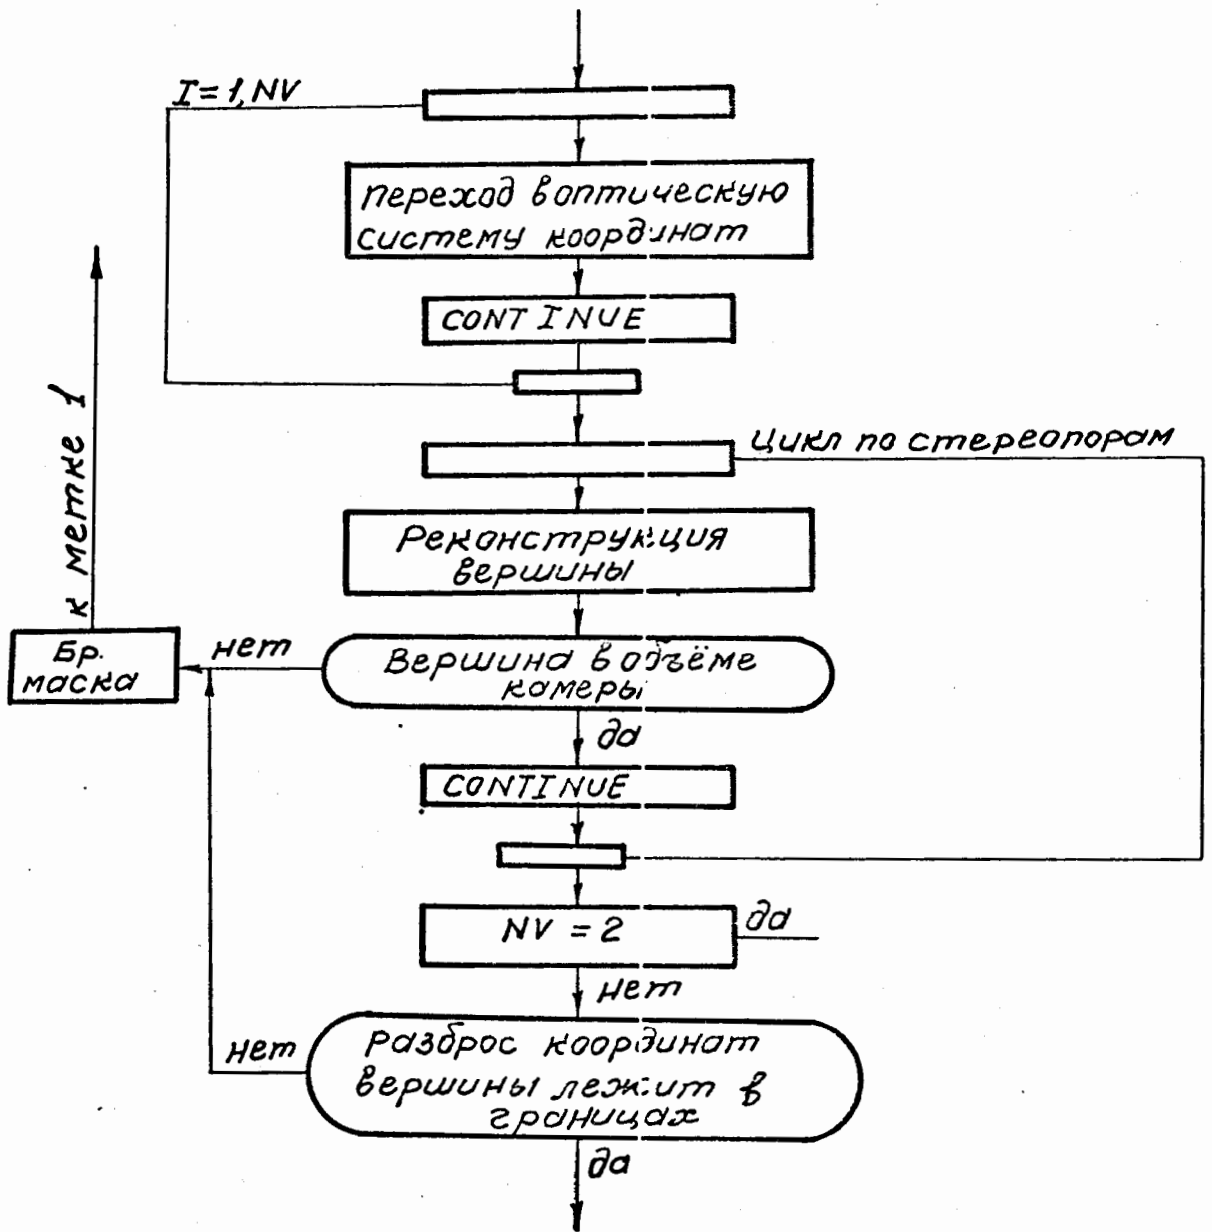 I=1, NV
переход в оптическую
систему координат
CONTINUE
Цикл по стереопорам
Реконструкция
вершины
к метке 1
Бр.
маска
нет
Вершина в одъёме
камеры
да
CONTINUE
NV = 2
да
нет
нет
разброс координат
вершины лежит в
границах
да